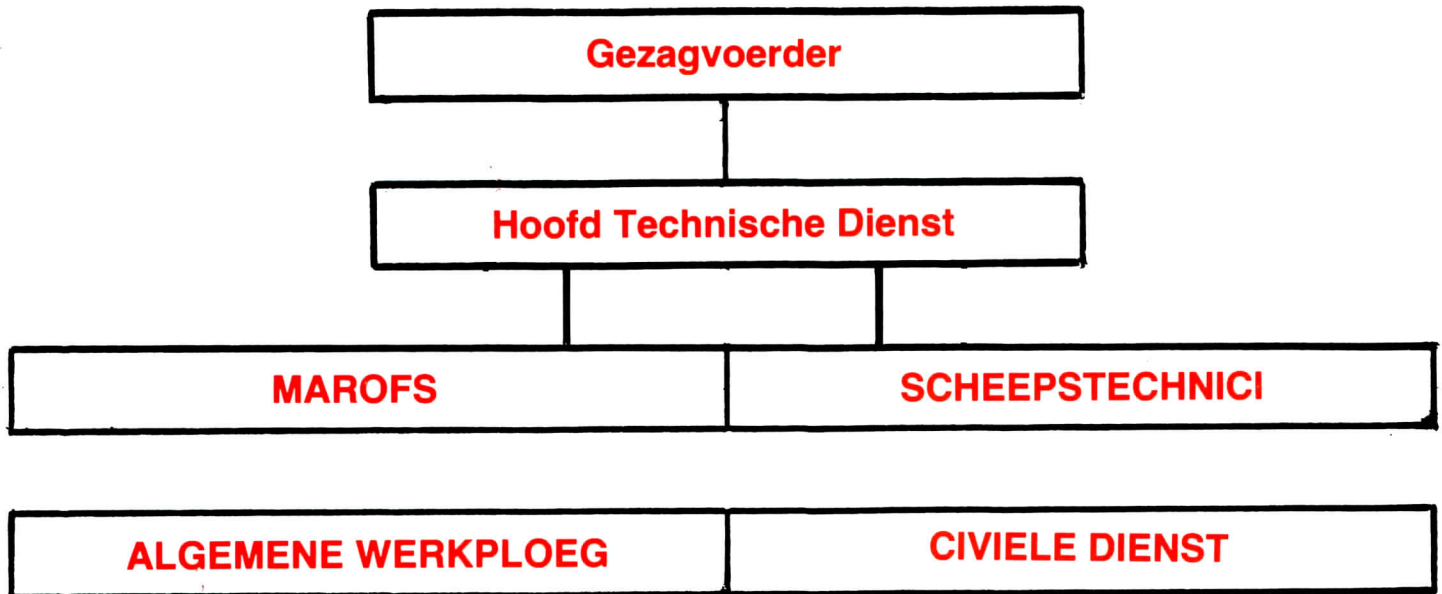 Gezagvoerder
Hoofd Technische Dienst
MAROFS
SCHEEPSTECHNICI
ALGEMENE WERKPLOEG
CIVIELE DIENST